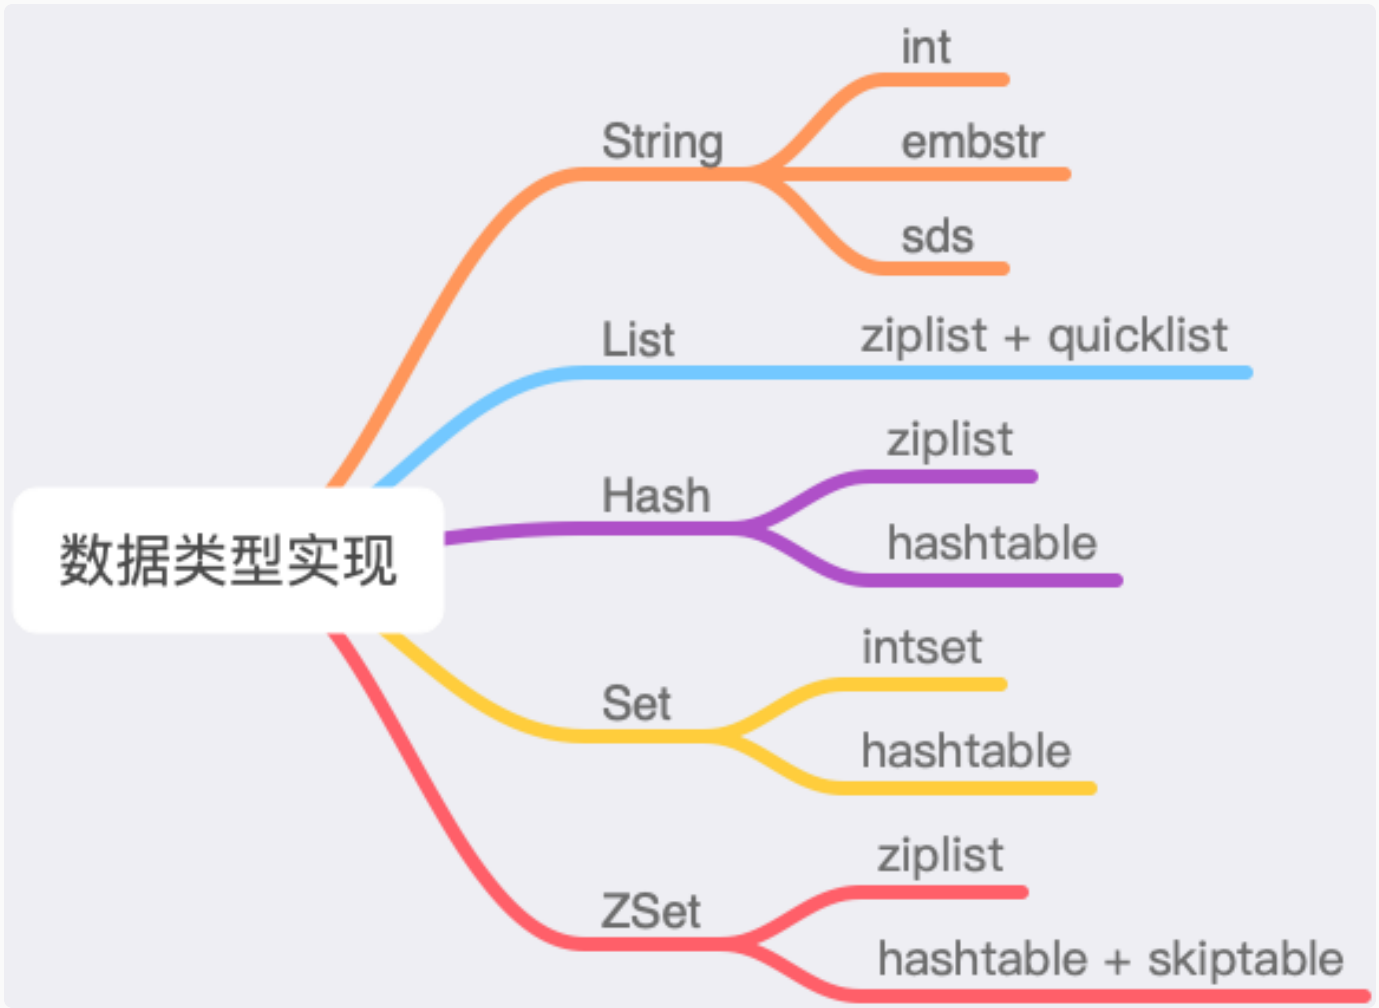 数据类型实现
String
int
embstr
sds
List
ziplist + quicklist
Hash
ziplist
hashtable
Set
intset
hashtable
ZSet
ziplist
hashtable + skiptable